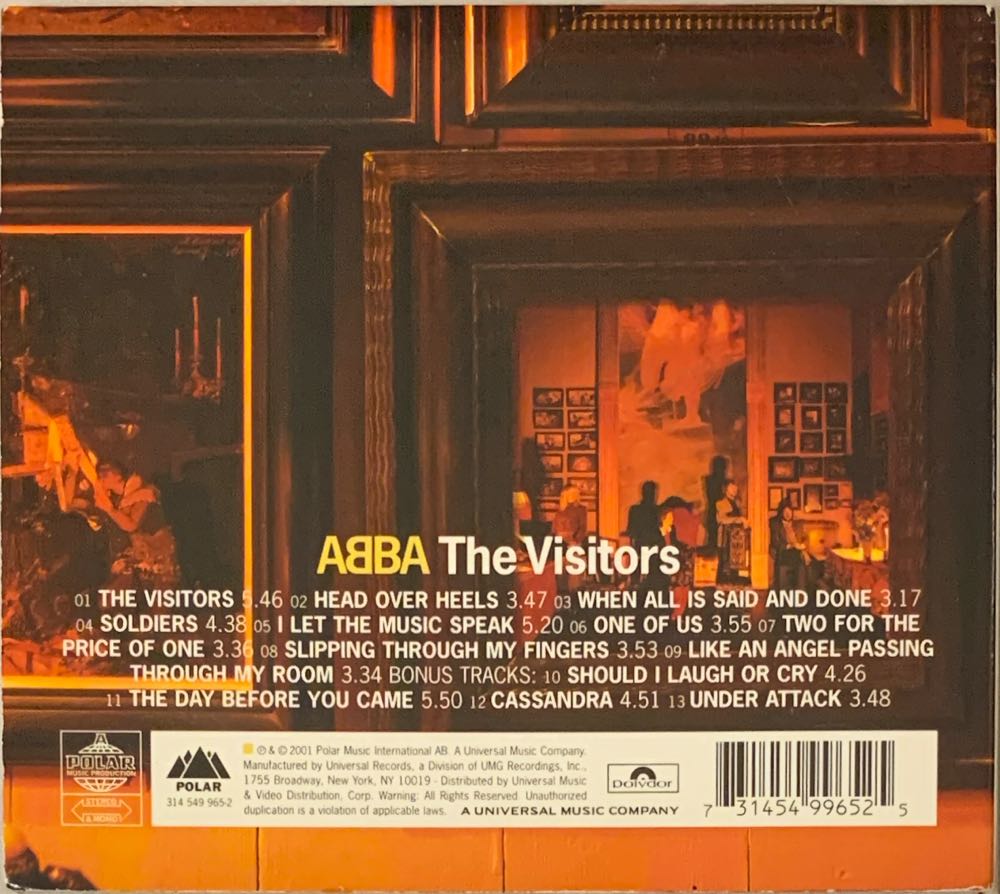 ABBA The Visitors
01 THE VISITORS 5.46 02 HEAD OVER HEELS 3.47 03 WHEN ALL IS SAID AND DONE 3.17
04 SOLDIERS 4.38 05 I LET THE MUSIC SPEAK 5.20 06 ONE OF US 3.55 07 TWO FOR THE
PRICE OF ONE 3.36 08 SLIPPING THROUGH MY FINGERS 3.53 09 LIKE AN ANGEL PASSING
THROUGH MY ROOM 3.34 BONUS TRACKS: 10 SHOULD I LAUGH OR CRY 4.26
11 THE DAY BEFORE YOU CAME 5.50 12 CASSANDRA 4.51 13 UNDER ATTACK 3.48
A
POLAR
MUSIC PRODUCTION
STEREO
& MONO
POLAR
314 549 965-2
℗ & © 2001 Polar Music International AB. A Universal Music Company.
Manufactured by Universal Records, a Division of UMG Recordings, Inc.,
1755 Broadway, New York, NY 10019 - Distributed by Universal Music
& Video Distribution, Corp. Warning: All Rights Reserved. Unauthorized
duplication is a violation of applicable laws. A UNIVERSAL MUSIC COMPANY
Polydor
7 31454 99652 5